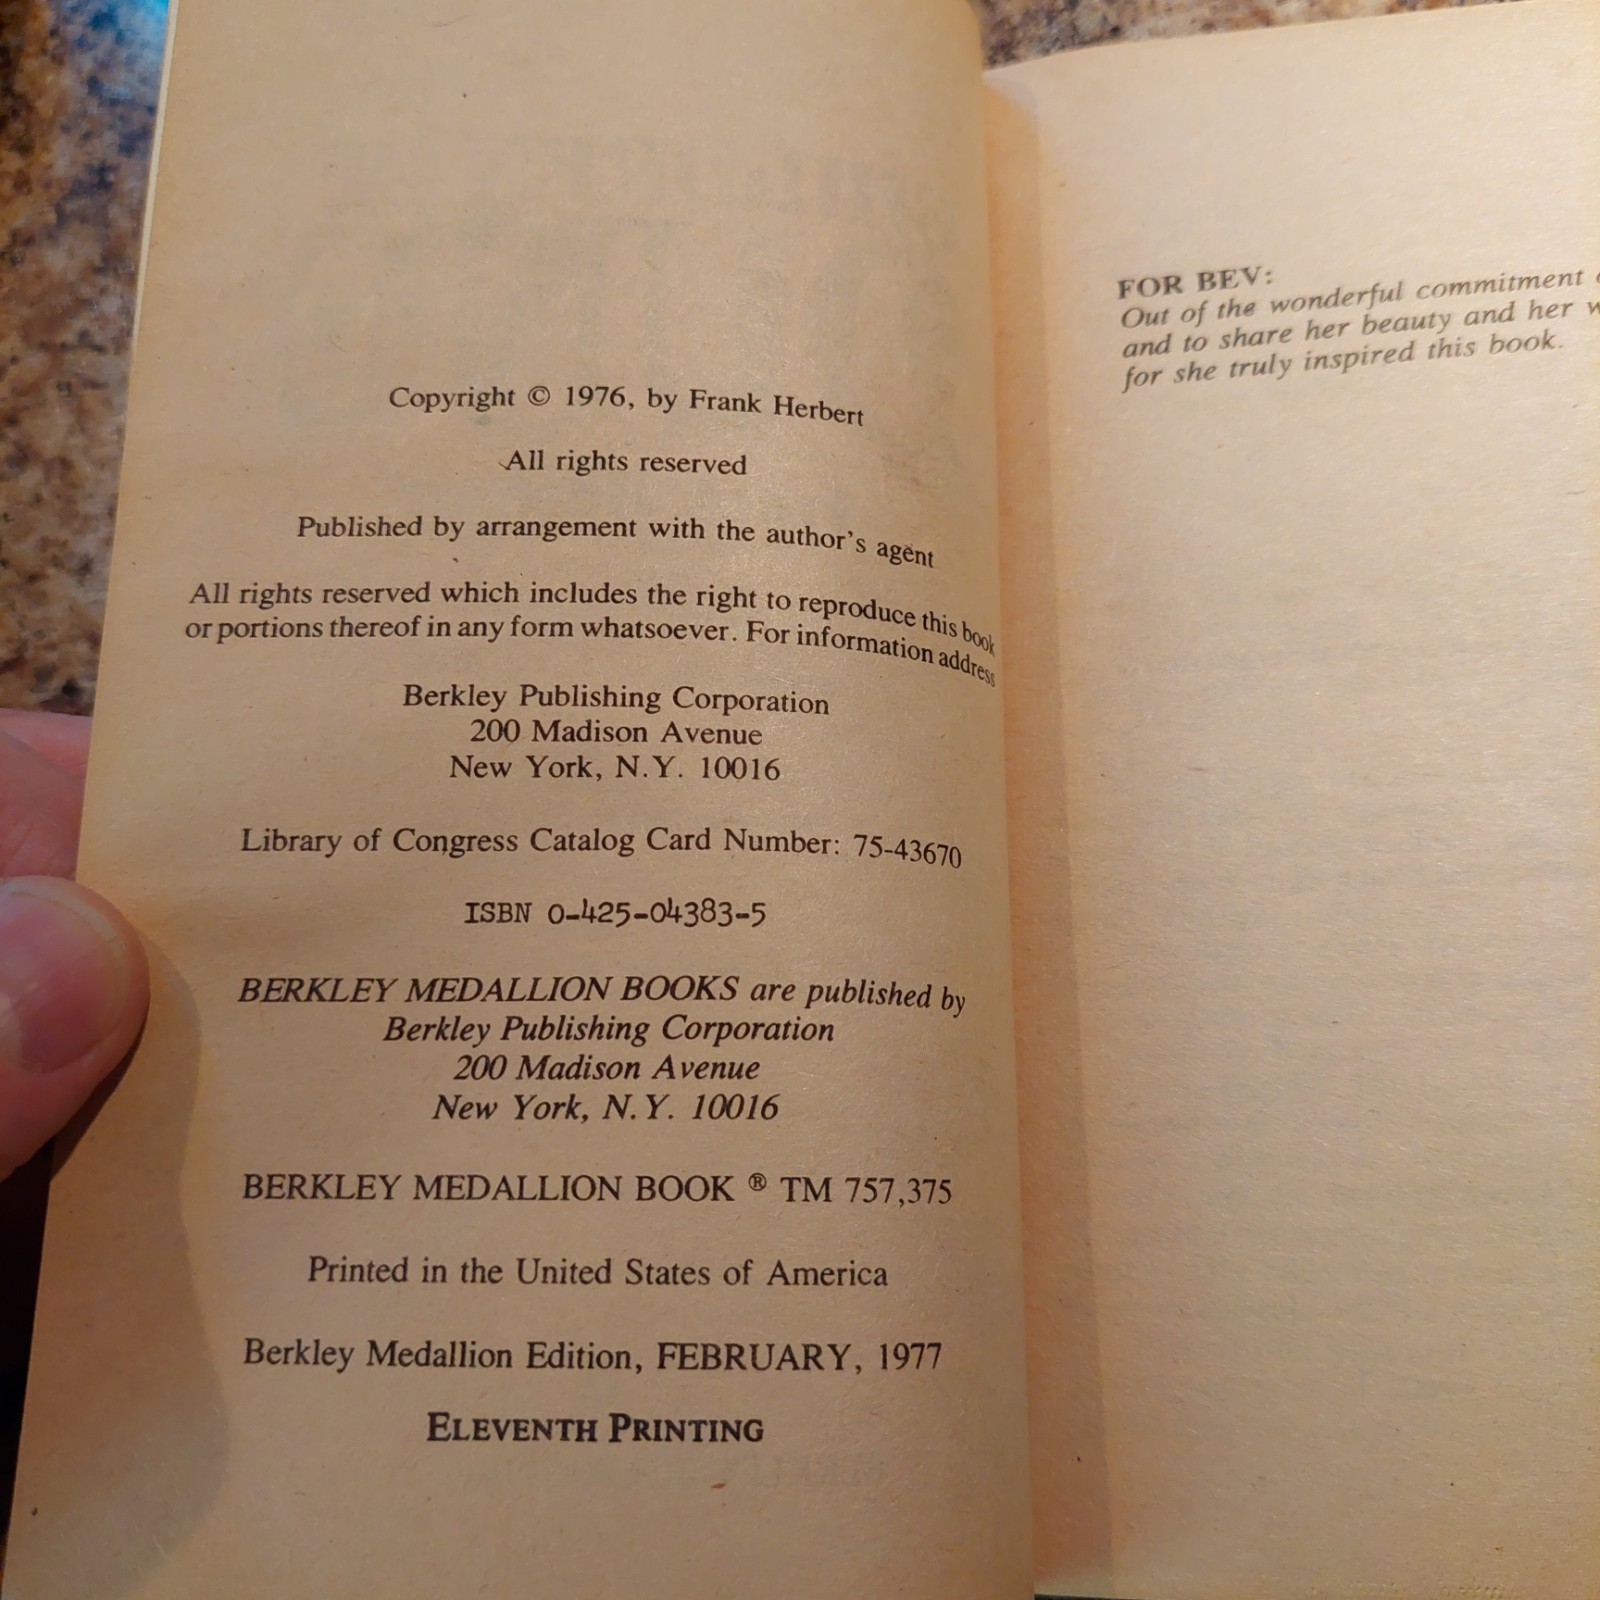 Copyright © 1976, by Frank Herbert
All rights reserved
Published by arrangement with the author's agent
All rights reserved which includes the right to reproduce this book
or portions thereof in any form whatsoever. For information address
Berkley Publishing Corporation
200 Madison Avenue
New York, N.Y. 10016
Library of Congress Catalog Card Number: 75-43670
ISBN 0-425-04383-5
BERKLEY MEDALLION BOOKS are published by
Berkley Publishing Corporation
200 Madison Avenue
New York, N.Y. 10016
BERKLEY MEDALLION BOOK ® TM 757,375
Printed in the United States of America
Berkley Medallion Edition, FEBRUARY, 1977
ELEVENTH PRINTING
FOR BEV:
Out of the wonderful commitment
and to share her beauty and her
for she truly inspired this book.